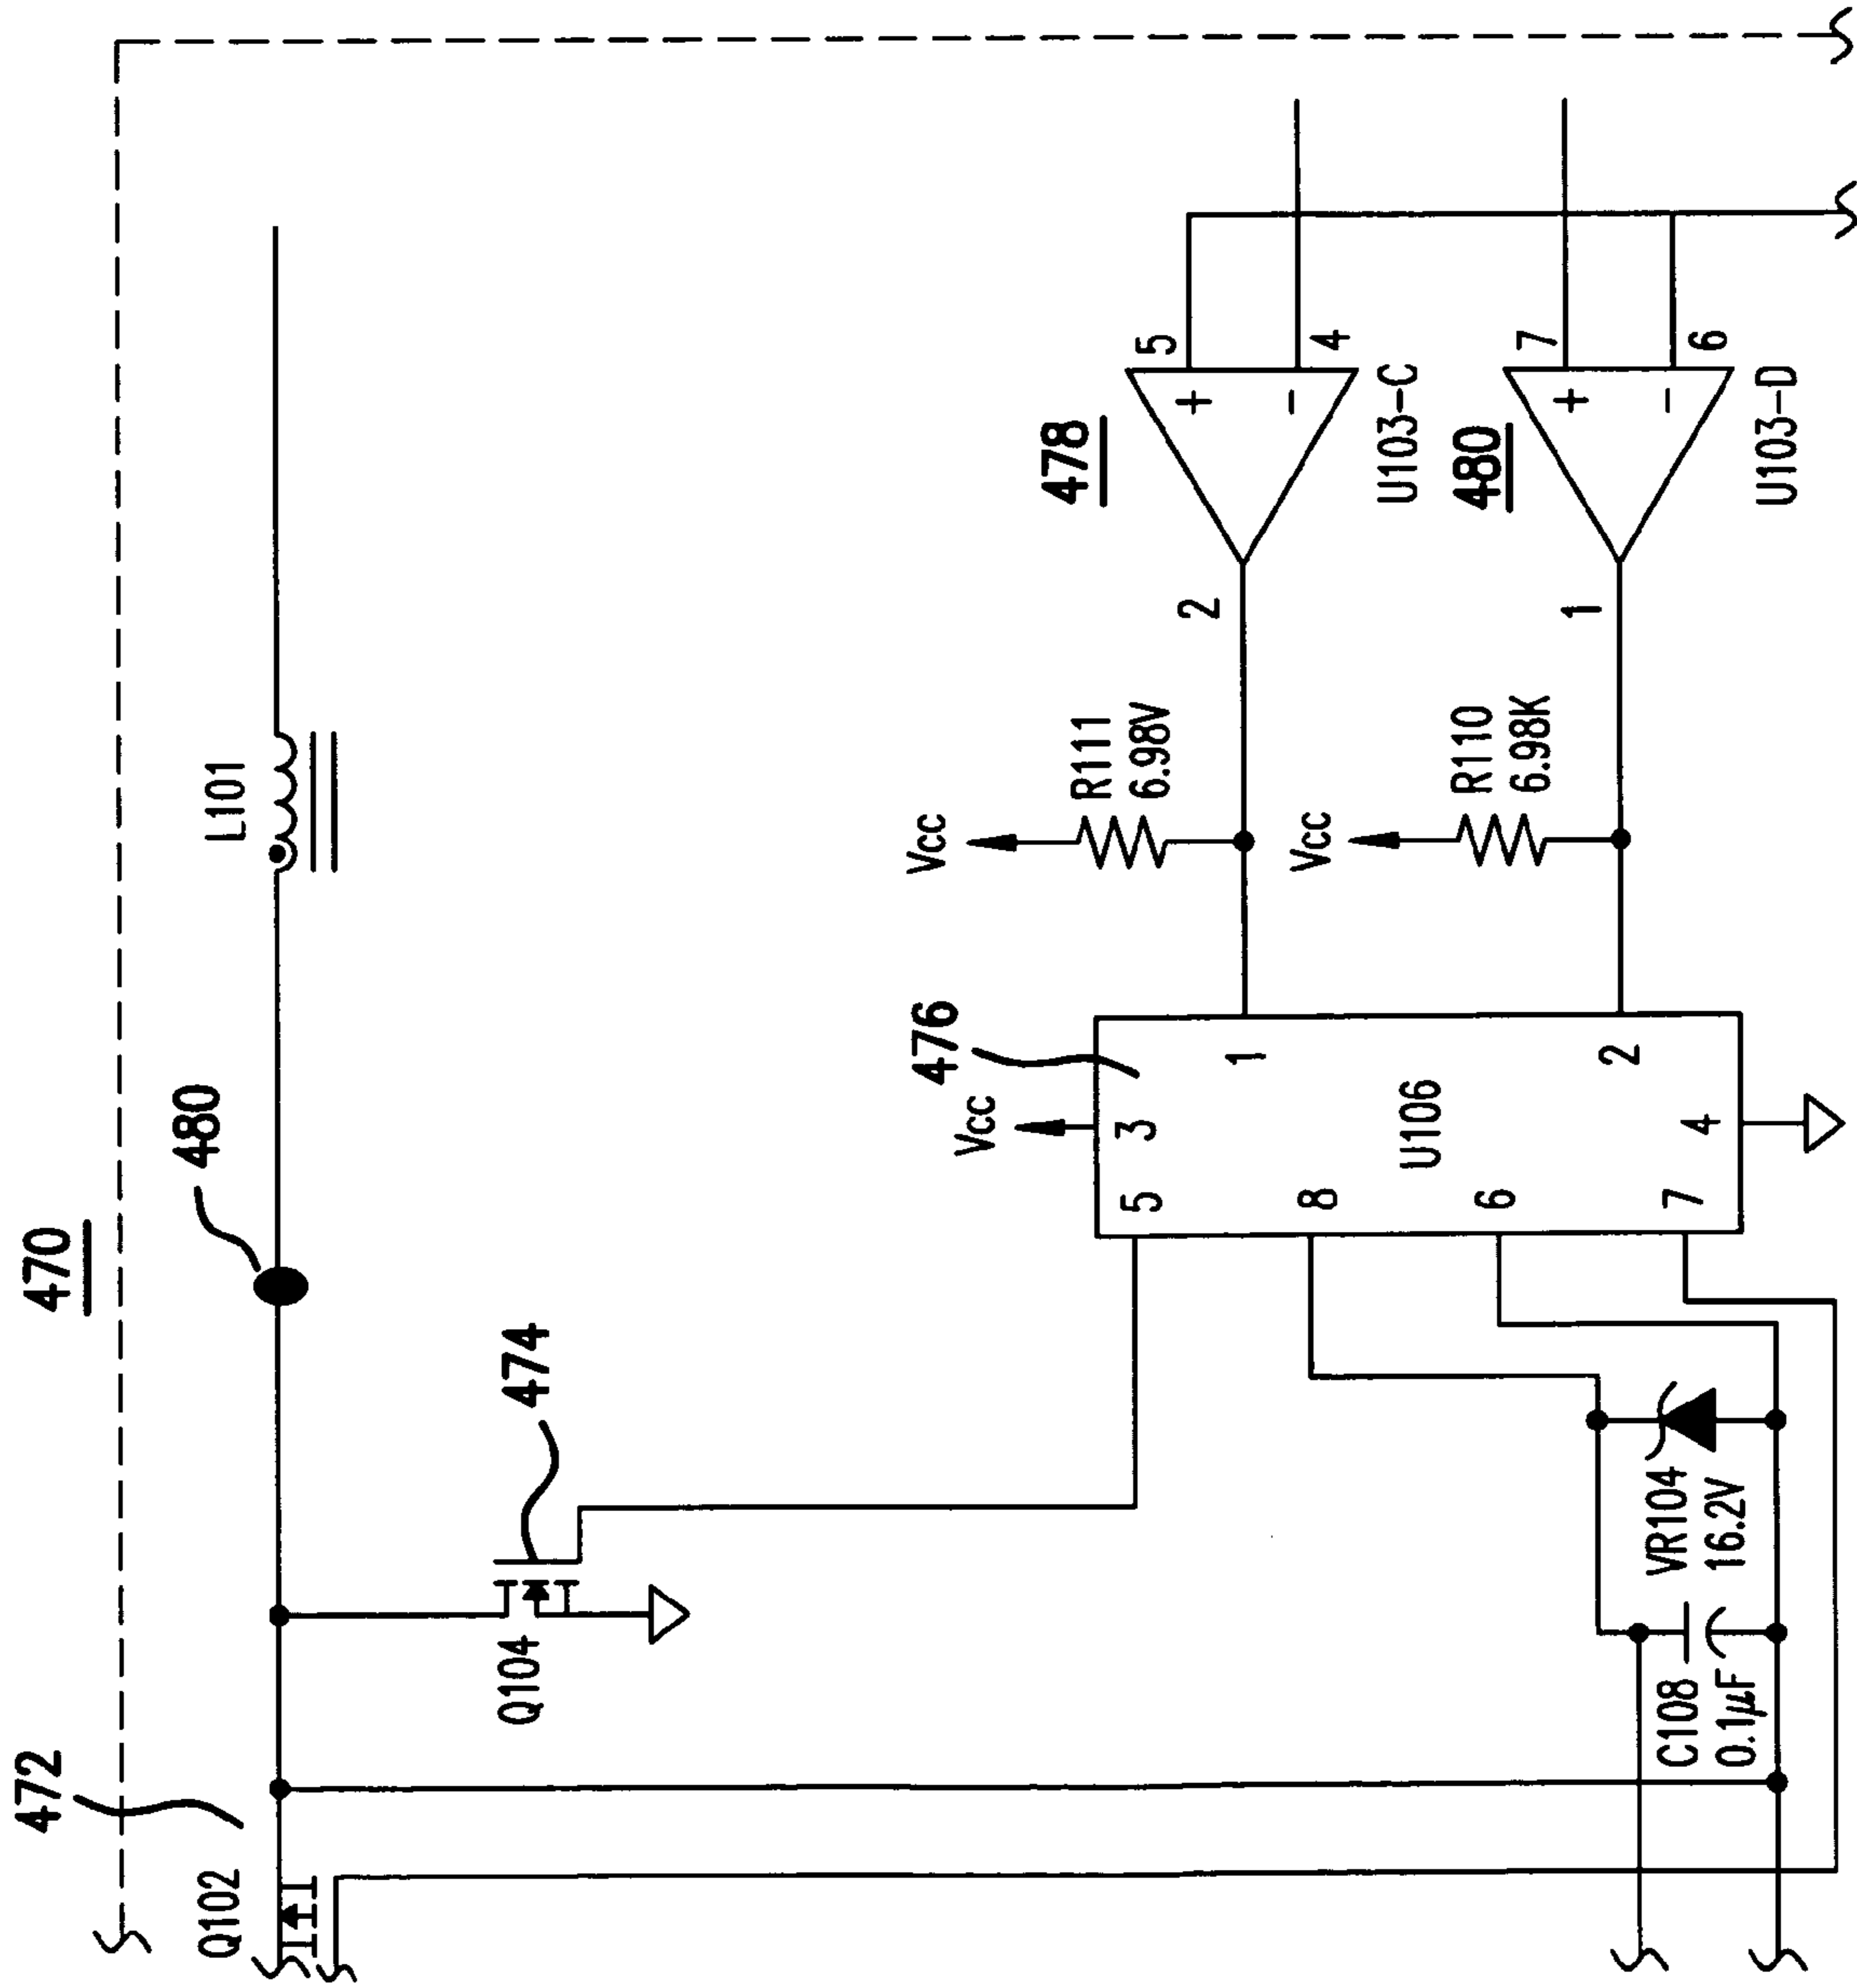 472
470
Q102
480
L101
Q104
474
476
Vcc
Vcc
R111
6.98V
478
5
3
5
2
1
8
Vcc
4
U106
U103-C
6
R110
6.98K
480
7
1
2
C108
0.1µF
VR104
16.2V
7
4
6
U103-D